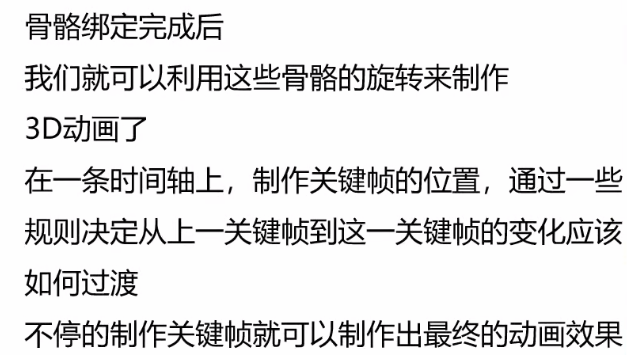 骨骼绑定完成后
我们就可以利用这些骨骼的旋转来制作
3D动画了
在一条时间轴上，制作关键帧的位置，通过一些
规则决定从上一关键帧到这一关键帧的变化应该
如何过渡
不停的制作关键帧就可以制作出最终的动画效果